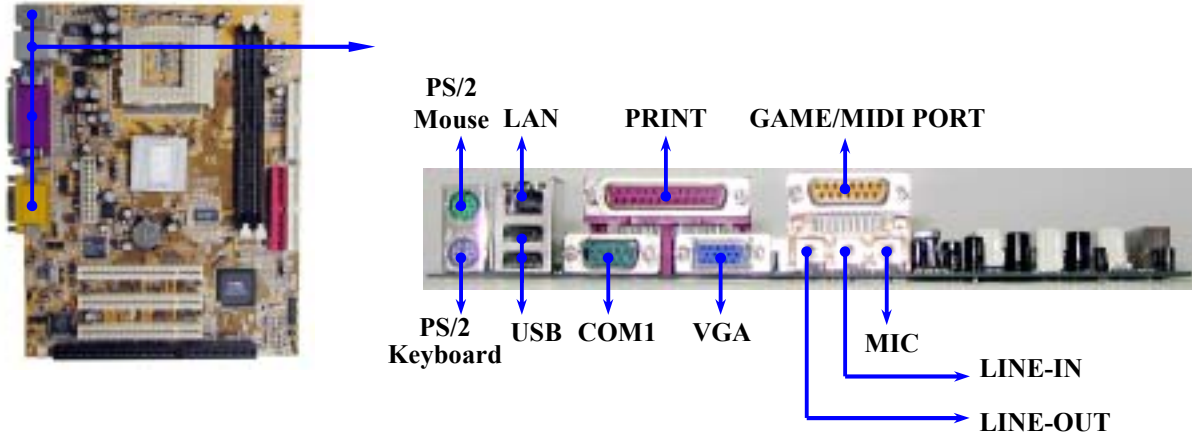 PS/2
Mouse
LAN
PRINT
GAME/MIDI PORT
PS/2
Keyboard
USB
COM1
VGA
MIC
LINE-IN
LINE-OUT